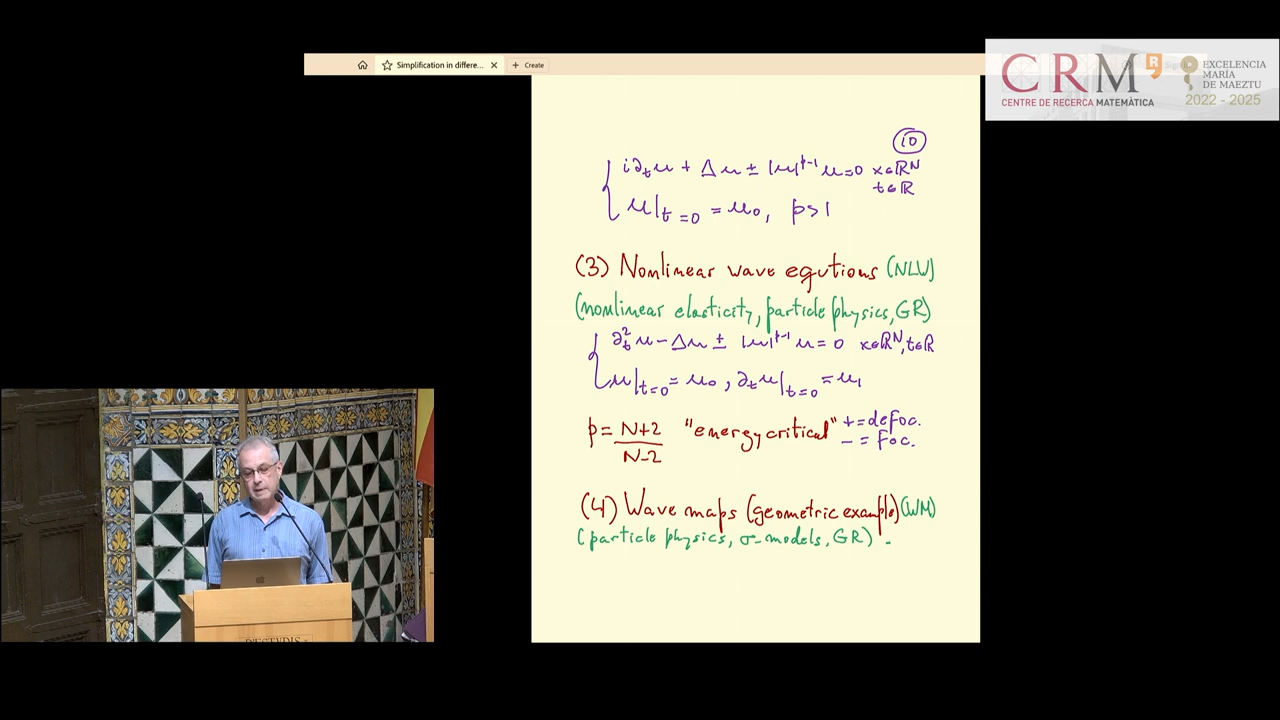 Simplification in differe...
Create
CRM
CENTRE DE RECERCA MATEMÀTICA
EXCELENCIA
MARÍA
DE MAEZTU
2022 - 2025
10
i∂ₜu + Δu ± |u|^{p-1} u = 0 x∈ℝᴺ
t∈ℝ
u|_{t=0} = u₀, p>1
(3) Nonlinear wave equtions (NLW)
(nonlinear elasticity, particle physics, GR)
∂ₜ²u - Δu ± |u|^{p-1} u = 0 x∈ℝᴺ, t∈ℝ
u|_{t=0} = u₀, ∂ₜu|_{t=0} = u₁
p = (N+2)/(N-2) "energy critical" + = defoc.
- = foc.
(4) Wave maps (geometric example) (WM)
(particle physics, σ-models, GR).